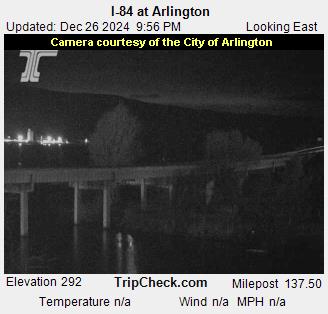 I-84 at Arlington
Updated: Dec 26 2024 9:56 PM Looking East
Camera courtesy of the City of Arlington
Elevation 292 TripCheck.com Milepost 137.50
Temperature n/a Wind n/a MPH n/a